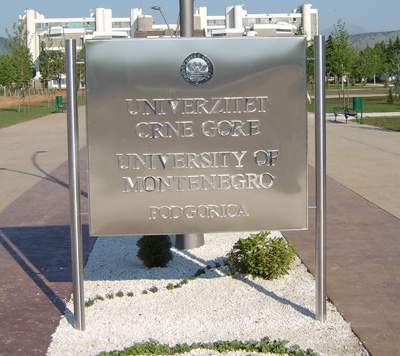 UNIVERZITET
CRNE GORE
UNIVERSITY OF
MONTENEGRO
PODGORICA